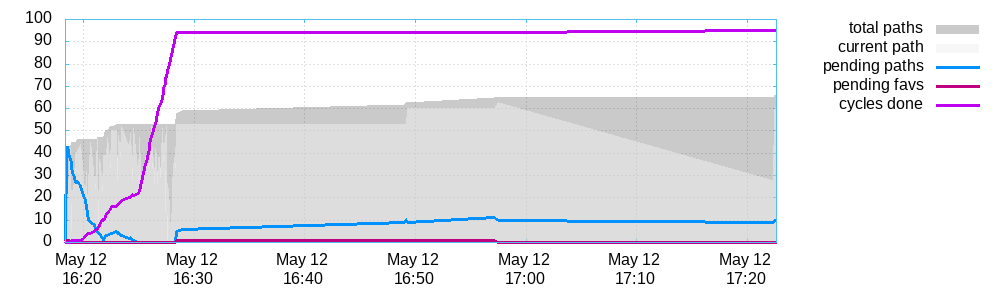 100
90
80
70
60
50
40
30
20
10
0
May 12
16:20
May 12
16:30
May 12
16:40
May 12
16:50
May 12
17:00
May 12
17:10
May 12
17:20
total paths
current path
pending paths
pending favs
cycles done